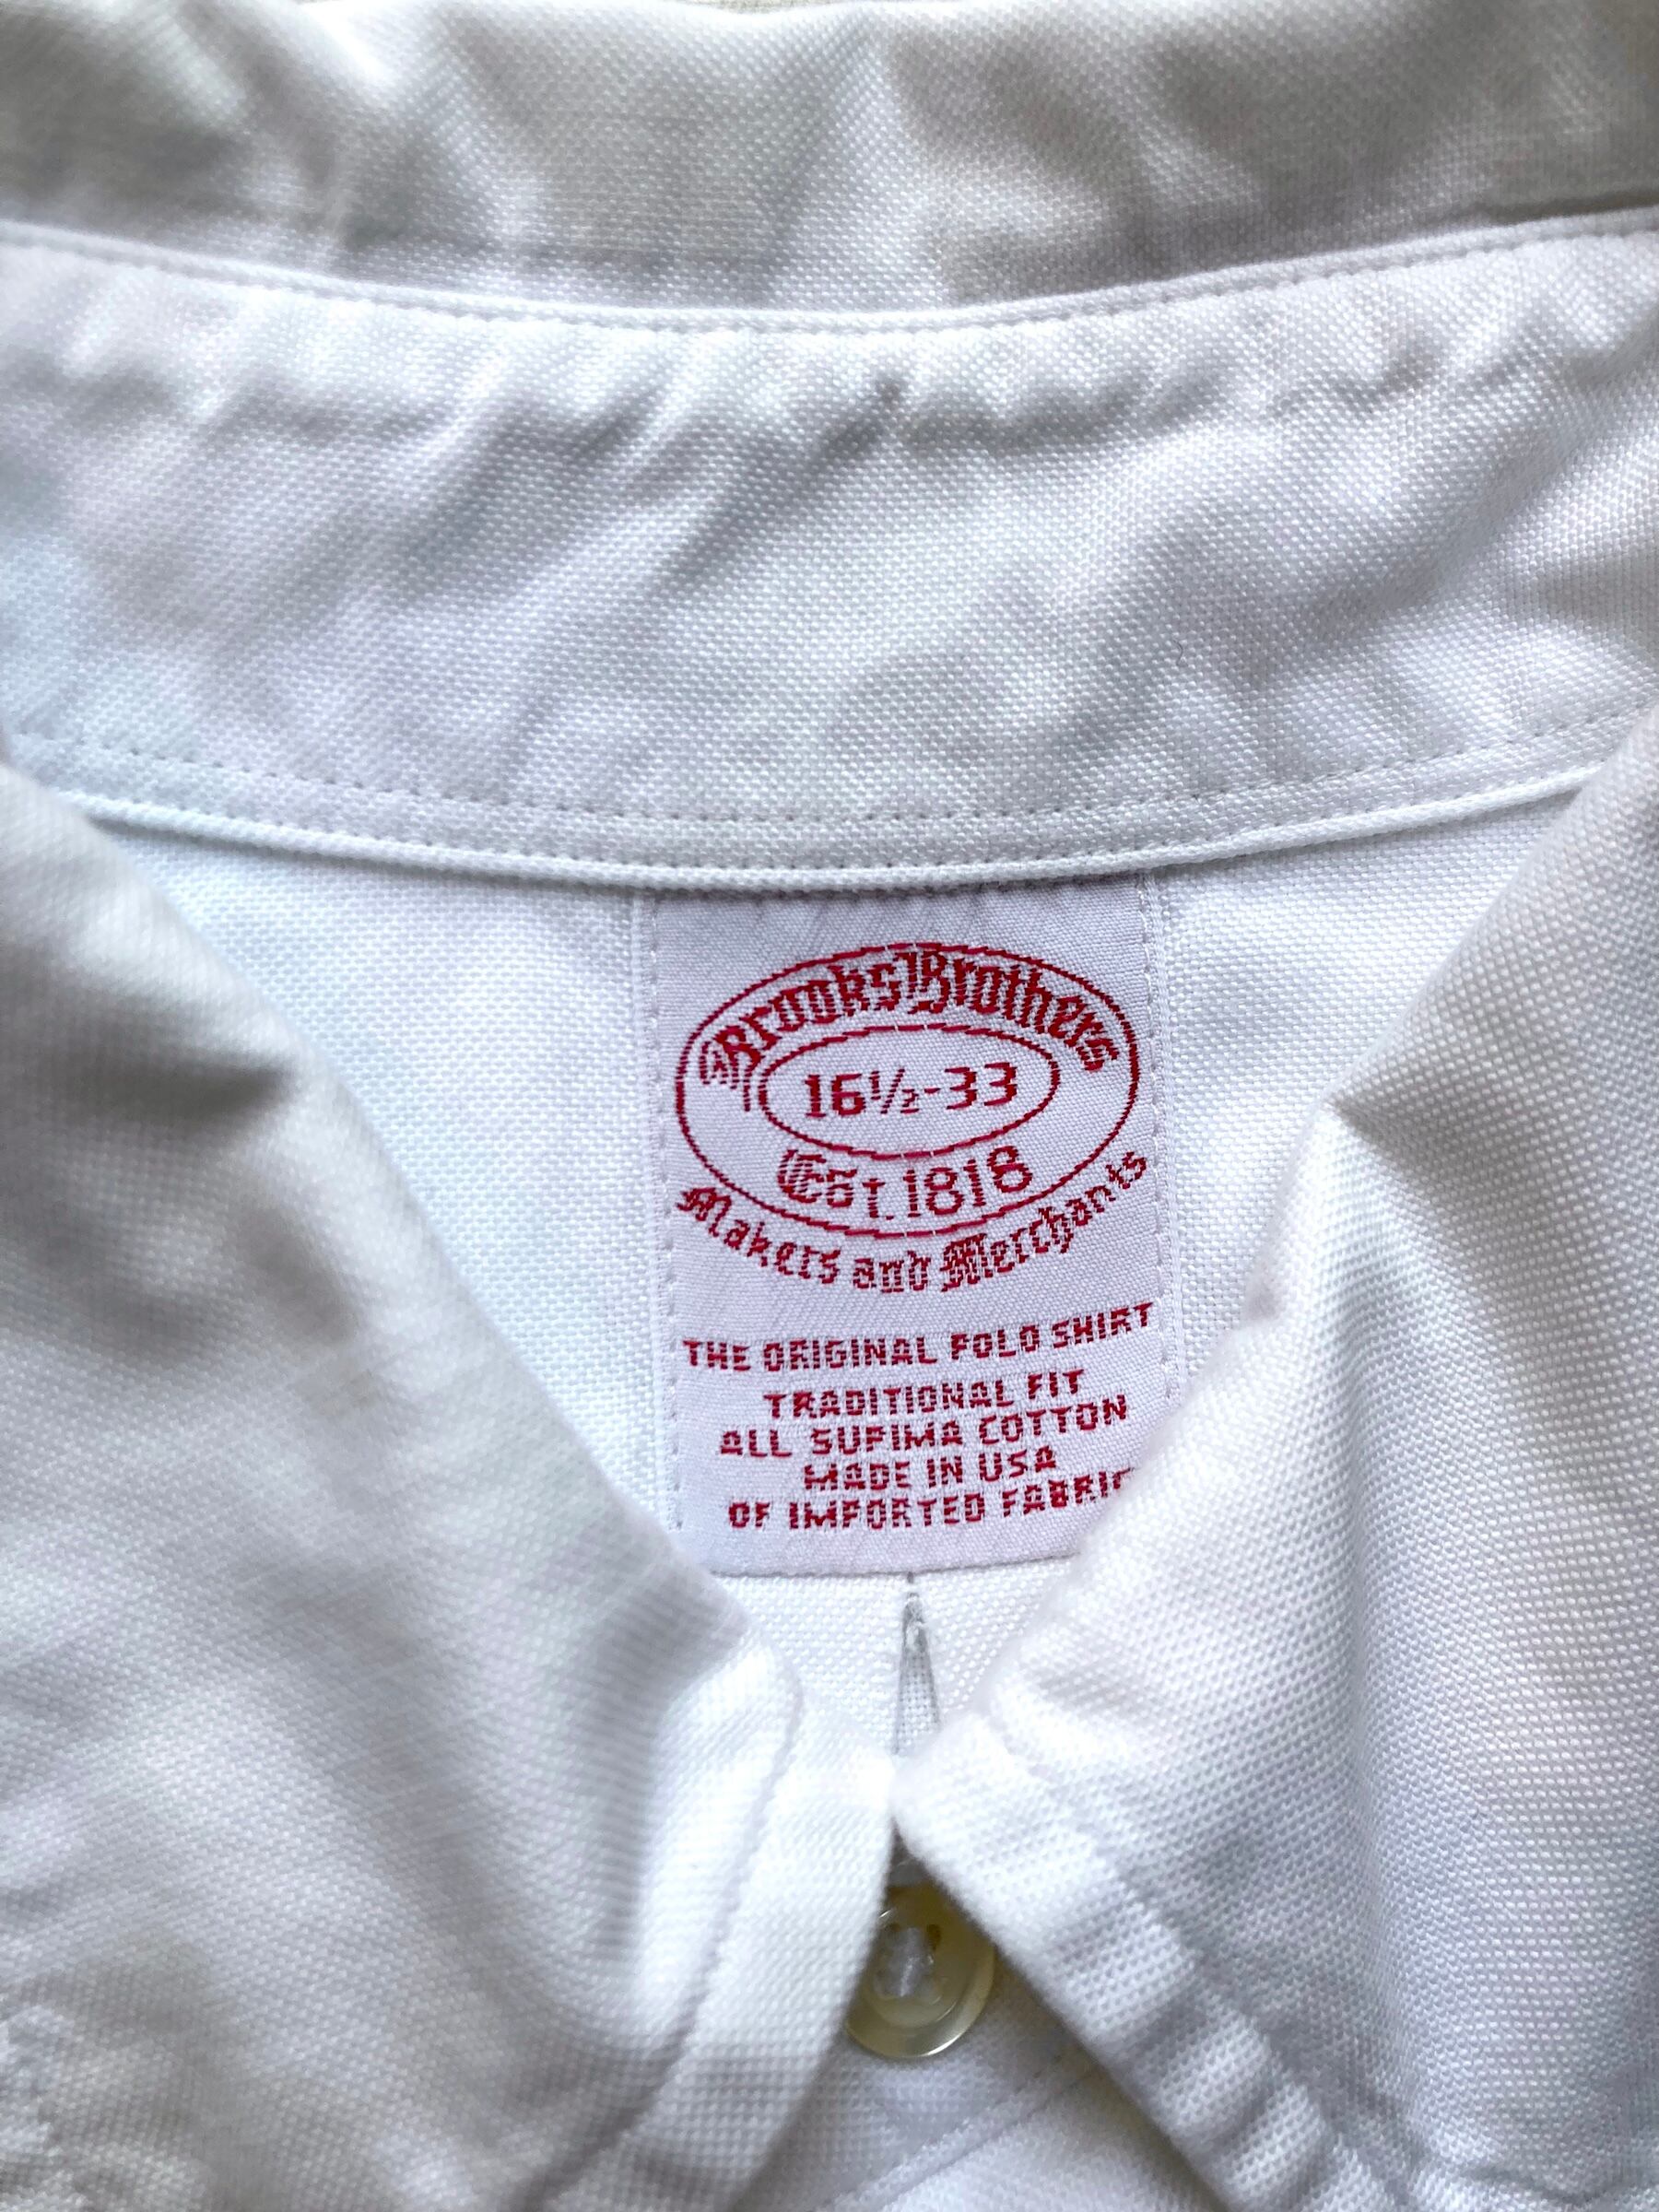 Brooks Brothers
16½-33
Est. 1818
Makers and Merchants
THE ORIGINAL POLO SHIRT
TRADITIONAL FIT
ALL SUPIMA COTTON
MADE IN USA
OF IMPORTED FABRIC